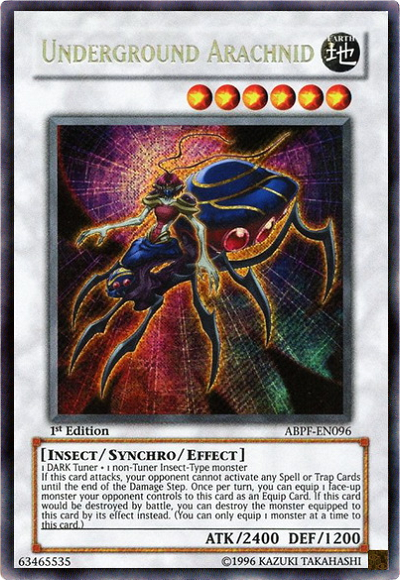 UNDERGROUND ARACHNID
EARTH
地
1st Edition
ABPF-EN096
[INSECT/SYNCHRO/EFFECT]
1 DARK Tuner + 1 non-Tuner Insect-Type monster
If this card attacks, your opponent cannot activate any Spell or Trap Cards
until the end of the Damage Step. Once per turn, you can equip 1 face-up
monster your opponent controls to this card as an Equip Card. If this card
would be destroyed by battle, you can destroy the monster equipped to
this card by its effect instead. (You can only equip 1 monster at a time to
this card.)
ATK/2400 DEF/1200
63465535
©1996 KAZUKI TAKAHASHI